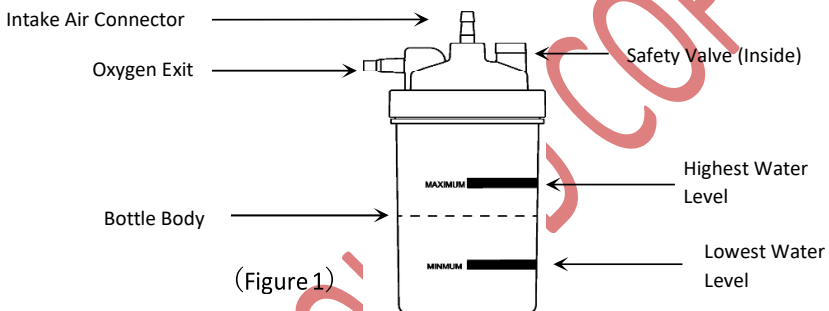 Intake Air Connector
Safety Valve (Inside)
Oxygen Exit
MAXIMUM
Highest Water
Level
Bottle Body
MINMUM
Lowest Water
Level
(Figure 1)